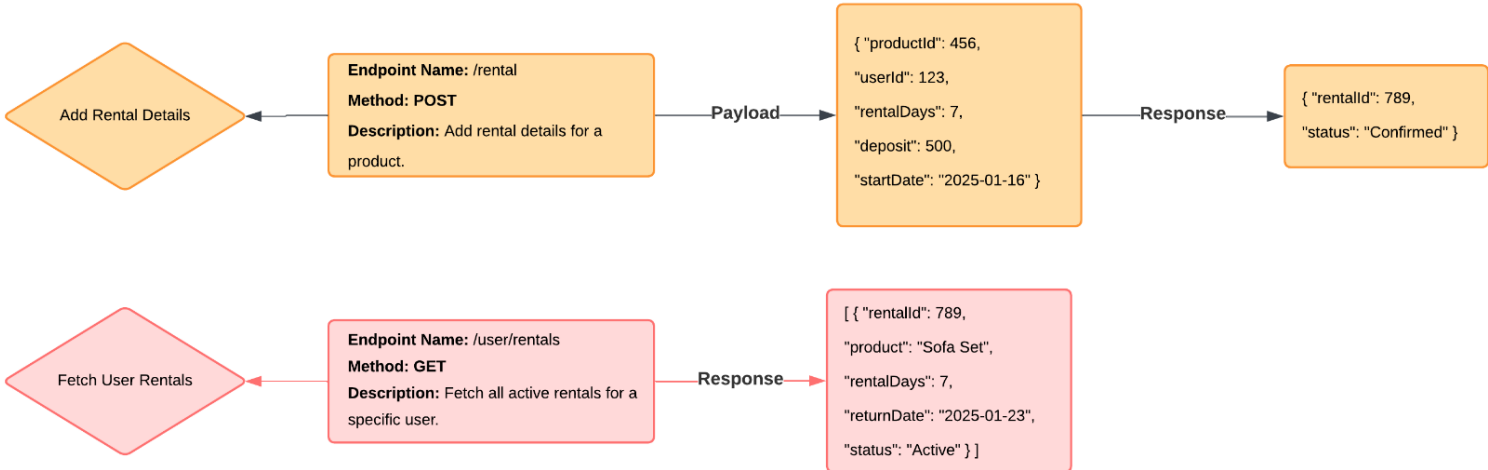 Add Rental Details
Endpoint Name: /rental
Method: POST
Description: Add rental details for a
product.
Payload
{ "productId": 456,
"userId": 123,
"rentalDays": 7,
"deposit": 500,
"startDate": "2025-01-16" }
Response
{ "rentalId": 789,
"status": "Confirmed" }
Fetch User Rentals
Endpoint Name: /user/rentals
Method: GET
Description: Fetch all active rentals for a
specific user.
Response
[ { "rentalId": 789,
"product": "Sofa Set",
"rentalDays": 7,
"returnDate": "2025-01-23",
"status": "Active" } ]